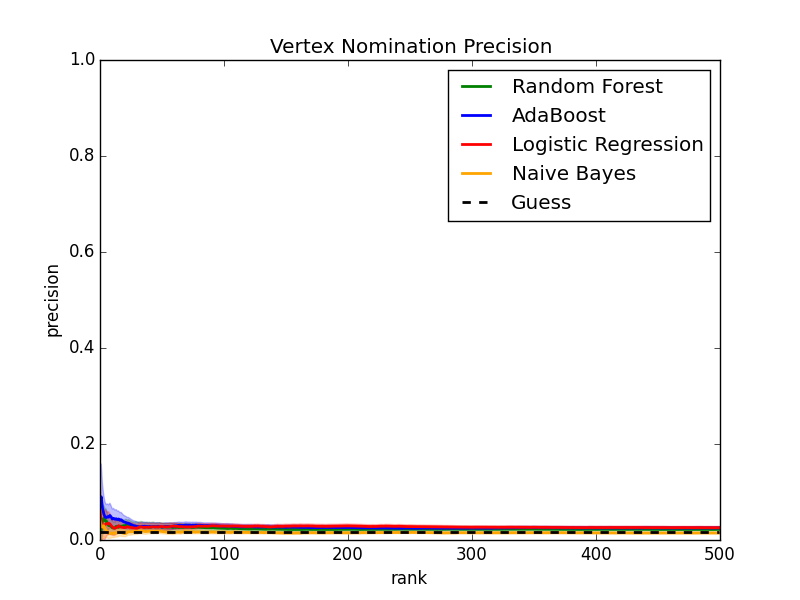 Vertex Nomination Precision
1.0
0.8
0.6
0.4
0.2
0.0
precision
Random Forest
AdaBoost
Logistic Regression
Naive Bayes
Guess
0 100 200 300 400 500
rank